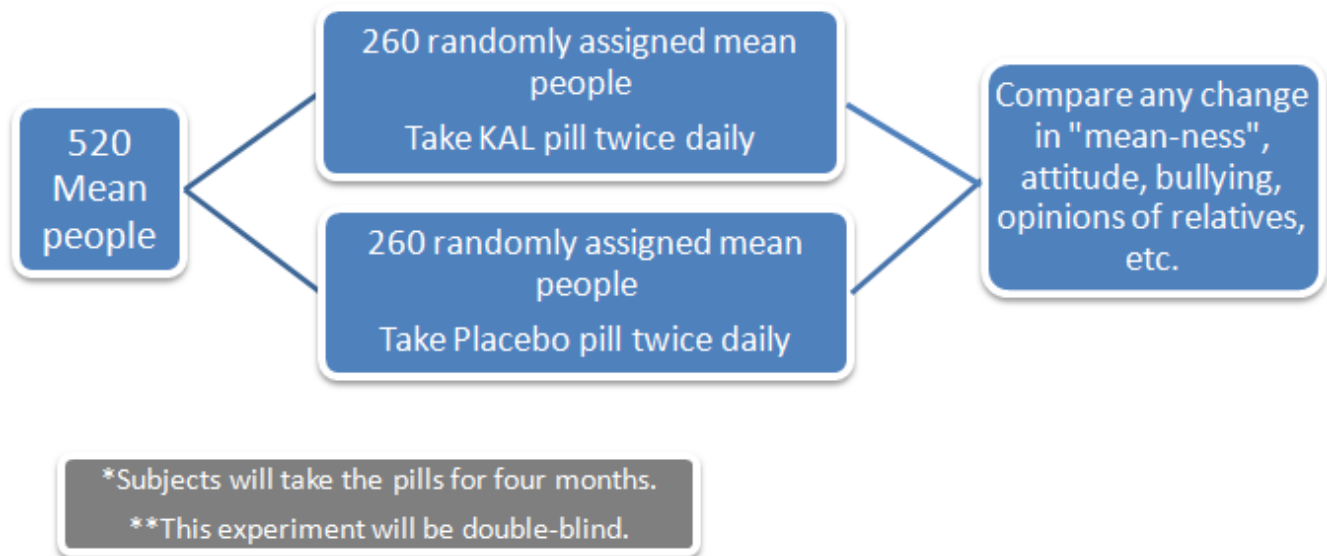 520
Mean
people
260 randomly assigned mean
people
Take KAL pill twice daily
260 randomly assigned mean
people
Take Placebo pill twice daily
Compare any change
in "mean-ness",
attitude, bullying,
opinions of relatives,
etc.
*Subjects will take the pills for four months.
**This experiment will be double-blind.